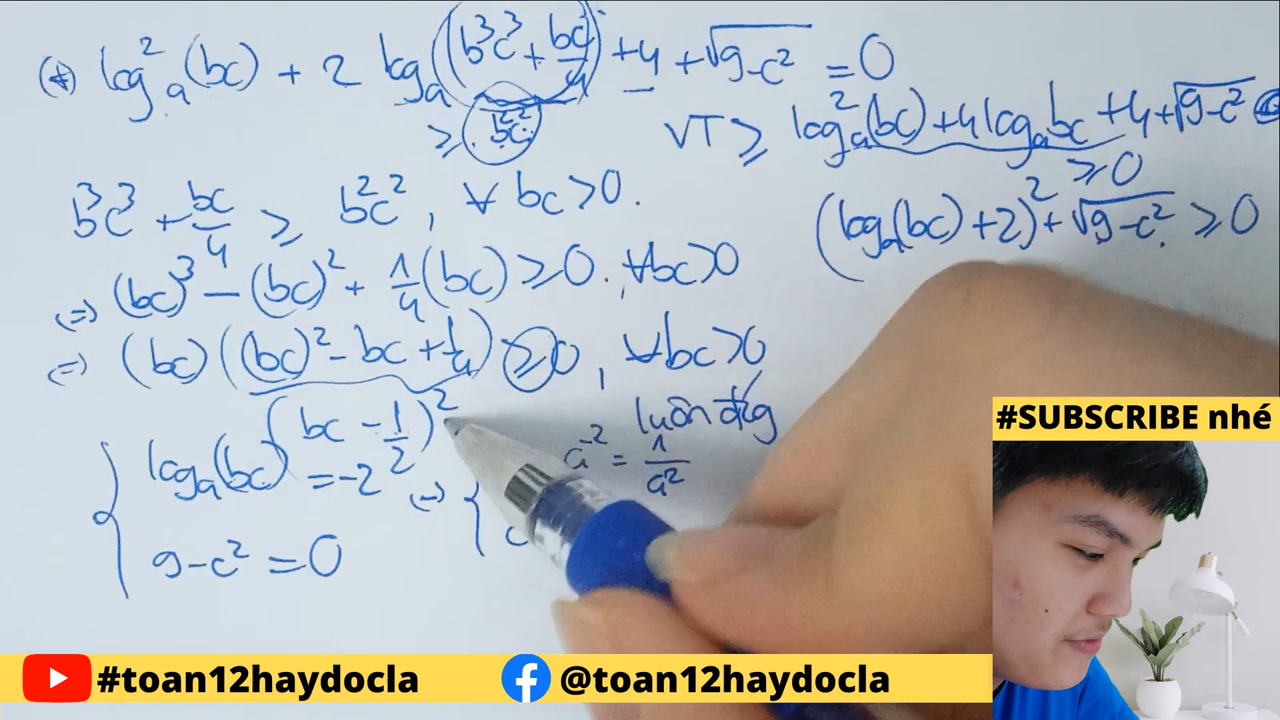 (*) log²ₐ(bc) + 2 logₐ(b³c³ + bc/4) + 4 + √(9-c²) = 0
≥ b²c²
VT ≥ log²ₐ(bc) + 4 logₐ bc + 4 + √(9-c²)
≥ 0
b³c³ + bc/4 ≥ b²c², ∀ bc > 0.
(logₐ(bc) + 2)² + √(9-c²) ≥ 0
(=) (bc)³ - (bc)² + 1/4 (bc) ≥ 0. ,∀bc > 0
(=) (bc) ((bc)² - bc + 1/4) ≥ 0, ∀bc > 0
(bc - 1/2)²
luôn đúng
{ logₐ(bc) = -2
9 - c² = 0
(=) {
c
a⁻² = 1/a²
#SUBSCRIBE nhé
#toan12haydocla
@toan12haydocla